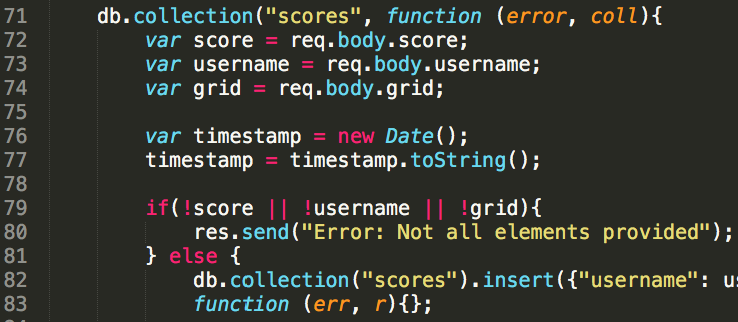 71 db.collection("scores", function (error, coll){
72 var score = req.body.score;
73 var username = req.body.username;
74 var grid = req.body.grid;
75
76 var timestamp = new Date();
77 timestamp = timestamp.toString();
78
79 if(!score || !username || !grid){
80 res.send("Error: Not all elements provided");
81 } else {
82 db.collection("scores").insert({"username":
83 function (err, r){};